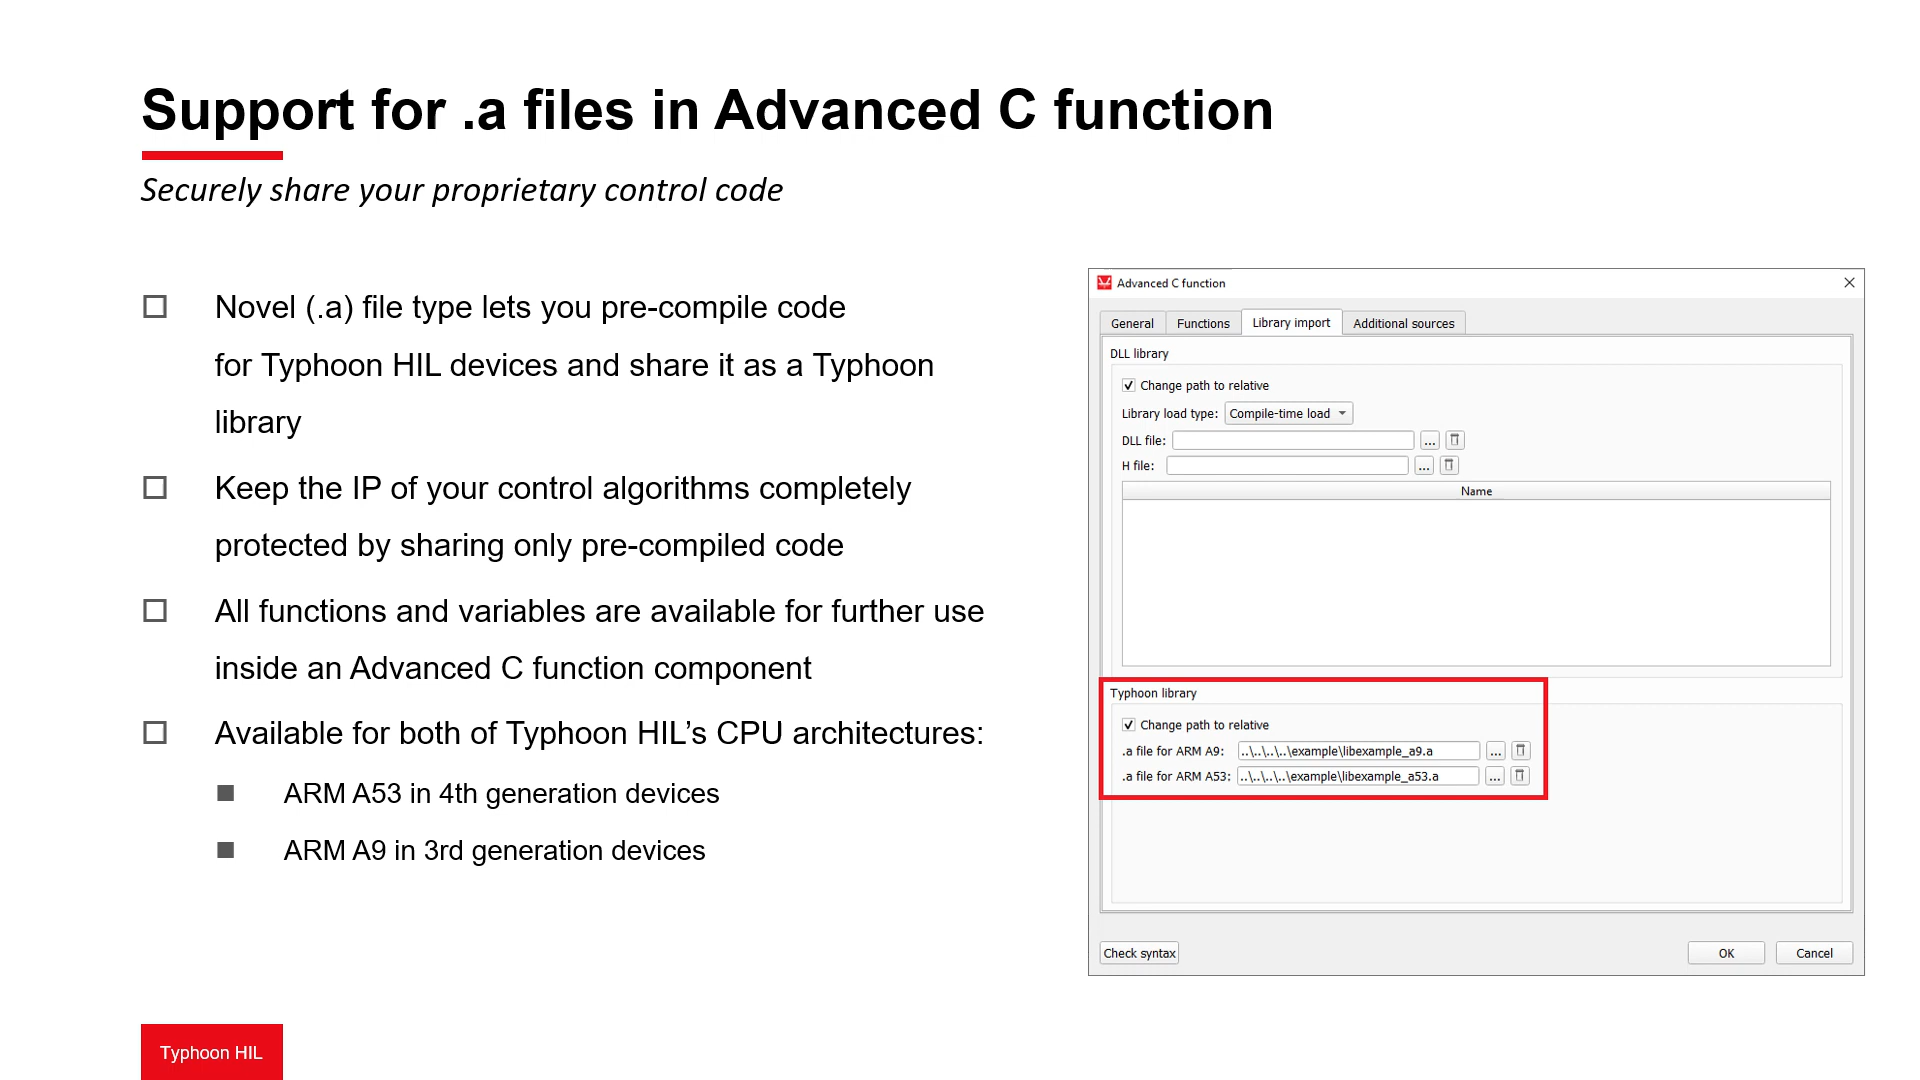 Support for .a files in Advanced C function
Securely share your proprietary control code
Novel (.a) file type lets you pre-compile code
for Typhoon HIL devices and share it as a Typhoon
library
Keep the IP of your control algorithms completely
protected by sharing only pre-compiled code
All functions and variables are available for further use
inside an Advanced C function component
Available for both of Typhoon HIL’s CPU architectures:
ARM A53 in 4th generation devices
ARM A9 in 3rd generation devices
Advanced C function
General Functions Library import Additional sources
DLL library
Change path to relative
Library load type: Compile-time load
DLL file: ...
H file: ...
Name
Typhoon library
Change path to relative
.a file for ARM A9: ..\..\..\..\example\libexample_a9.a ...
.a file for ARM A53: ..\..\..\..\example\libexample_a53.a ...
Check syntax OK Cancel
Typhoon HIL